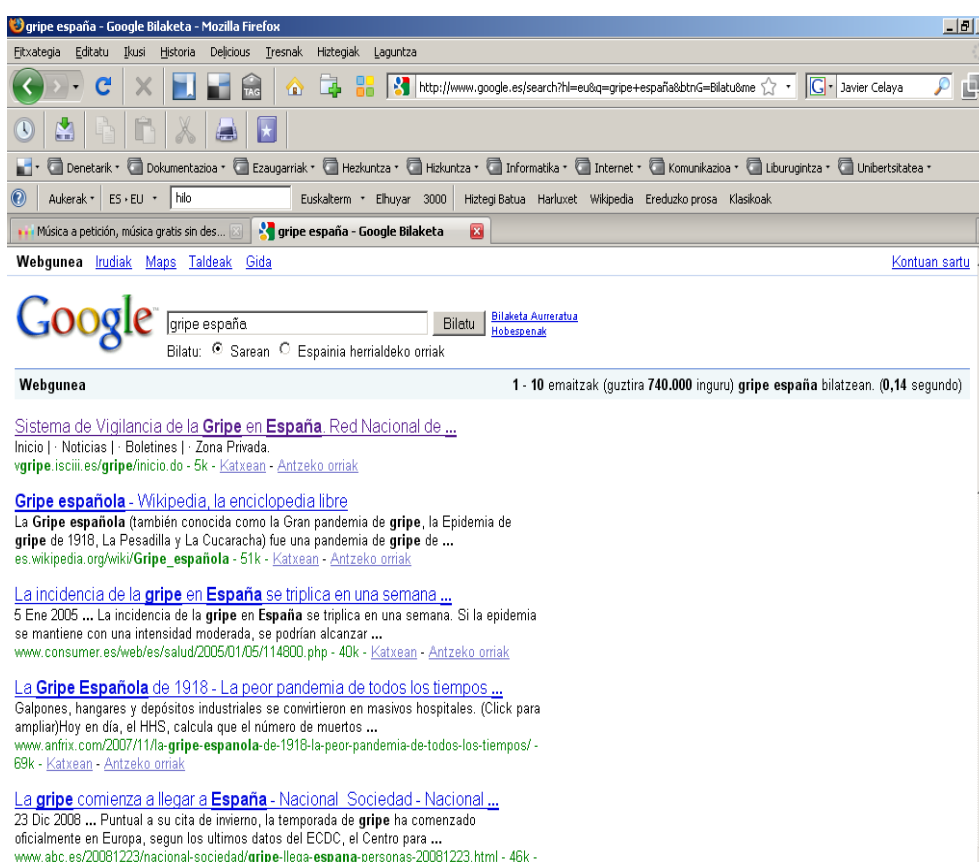 gripe españa - Google Bilaketa - Mozilla Firefox
Fitxategia Editatu Ikusi Historia Delicious Tresnak Hiztegiak Laguntza
TAG http://www.google.es/search?hl=eu&q=gripe+españa&btnG=Bilatu&me G Javier Celaya
Denetarik Dokumentazioa Ezaugarriak Hezkuntza Hizkuntza Informatika Internet Komunikazioa Liburugintza Unibertsitatea
Aukerak ES › EU hilo Euskalterm Elhuyar 3000 Hiztegi Batua Harluxet Wikipedia Ereduzko prosa Klasikoak
Música a petición, música gratis sin des... gripe españa - Google Bilaketa
Webgunea Irudiak Maps Taldeak Gida Kontuan sartu
Google™ gripe españa Bilatu Bilaketa Aurreratua
Hobespenak
Bilatu: Sarean Espainia herrialdeko orriak
Webgunea 1 - 10 emaitzak (guztira 740.000 inguru) gripe españa bilatzean. (0,14 segundo)
Sistema de Vigilancia de la Gripe en España. Red Nacional de ...
Inicio | · Noticias | · Boletines | · Zona Privada.
vgripe.isciii.es/gripe/inicio.do - 5k - Katxean - Antzeko orriak
Gripe española - Wikipedia, la enciclopedia libre
La Gripe española (también conocida como la Gran pandemia de gripe, la Epidemia de
gripe de 1918, La Pesadilla y La Cucaracha) fue una pandemia de gripe de ...
es.wikipedia.org/wiki/Gripe_española - 51k - Katxean - Antzeko orriak
La incidencia de la gripe en España se triplica en una semana ...
5 Ene 2005 ... La incidencia de la gripe en España se triplica en una semana. Si la epidemia
se mantiene con una intensidad moderada, se podrían alcanzar ...
www.consumer.es/web/es/salud/2005/01/05/114800.php - 40k - Katxean - Antzeko orriak
La Gripe Española de 1918 - La peor pandemia de todos los tiempos ...
Galpones, hangares y depósitos industriales se convirtieron en masivos hospitales. (Click para
ampliar)Hoy en día, el HHS, calcula que el número de muertos ...
www.anfrix.com/2007/11/la-gripe-espanola-de-1918-la-peor-pandemia-de-todos-los-tiempos/ -
69k - Katxean - Antzeko orriak
La gripe comienza a llegar a España - Nacional_Sociedad - Nacional ...
23 Dic 2008 ... Puntual a su cita de invierno, la temporada de gripe ha comenzado
oficialmente en Europa, segun los ultimos datos del ECDC, el Centro para ...
www.abc.es/20081223/nacional-sociedad/gripe-llega-espana-personas-20081223.html - 46k -